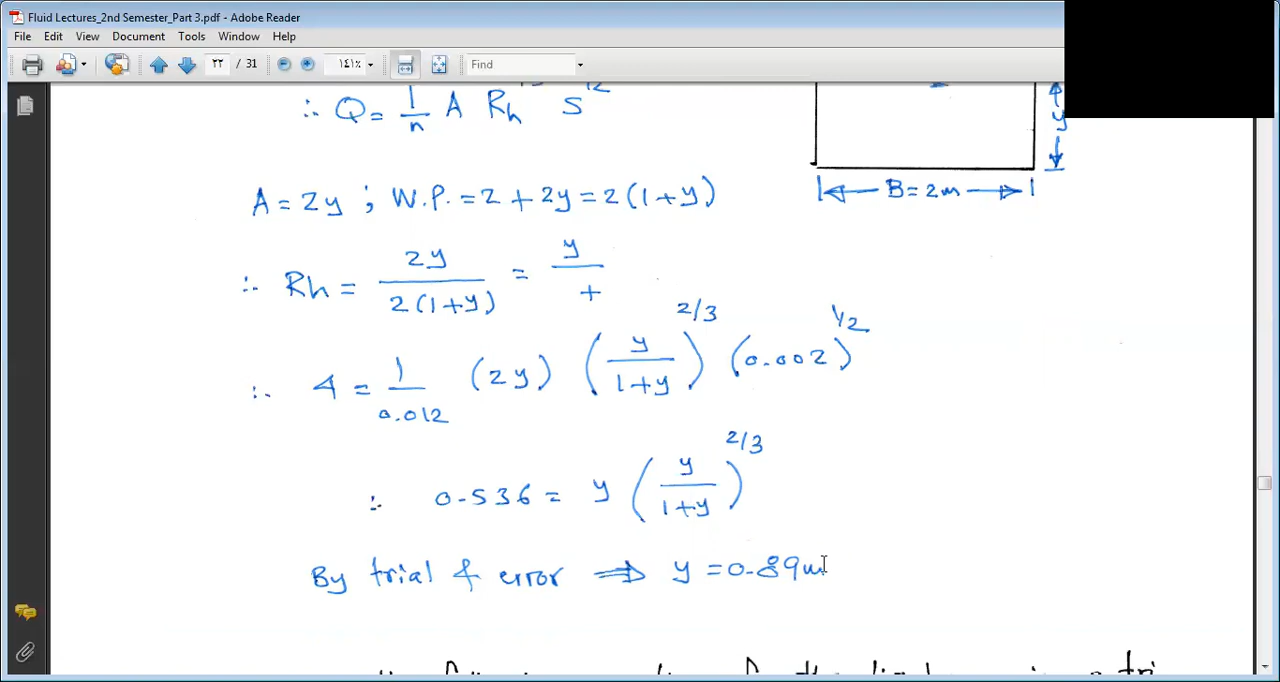 Fluid Lectures_2nd Semester_Part 3.pdf - Adobe Reader
File Edit View Document Tools Window Help
٢٢ / 31 ١٤١٪ Find
∴ Q = 1/n A Rh S
y
B = 2m
A = 2y ; W.P. = 2 + 2y = 2(1+y)
∴ Rh = 2y / 2(1+y) = y / +
∴ 4 = 1/0.012 (2y) (y/1+y)^2/3 (0.002)^1/2
∴ 0.536 = y (y/1+y)^2/3
By trial & error ⇒ y = 0.89m